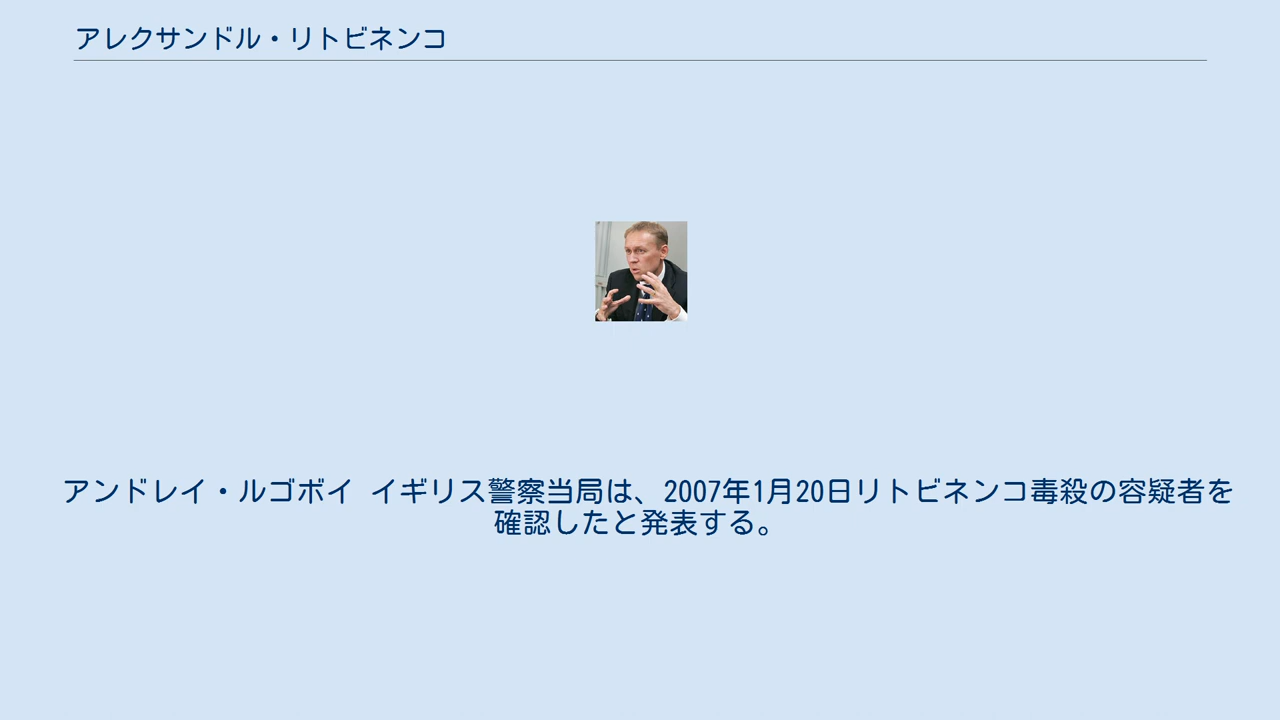 アレクサンドル・リトビネンコ
アンドレイ・ルゴボイ イギリス警察当局は、2007年1月20日リトビネンコ毒殺の容疑者を
確認したと発表する。